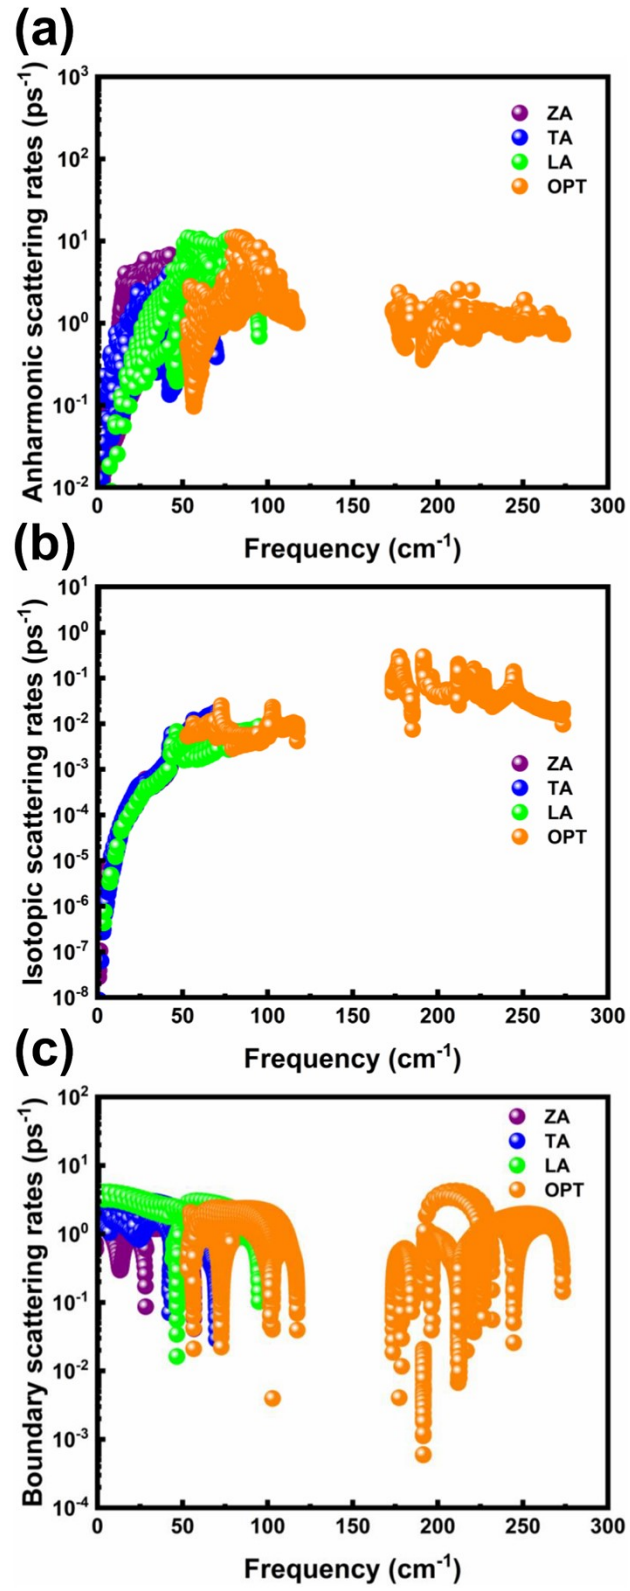 (a)
Anharmonic scattering rates (ps⁻¹)
10³
10²
10¹
10⁰
10⁻¹
10⁻²
ZA
TA
LA
OPT
0 50 100 150 200 250 300
Frequency (cm⁻¹)
(b)
Isotopic scattering rates (ps⁻¹)
10¹
10⁰
10⁻¹
10⁻²
10⁻³
10⁻⁴
10⁻⁵
10⁻⁶
10⁻⁷
10⁻⁸
ZA
TA
LA
OPT
0 50 100 150 200 250 300
Frequency (cm⁻¹)
(c)
Boundary scattering rates (ps⁻¹)
10²
10¹
10⁰
10⁻¹
10⁻²
10⁻³
10⁻⁴
ZA
TA
LA
OPT
0 50 100 150 200 250 300
Frequency (cm⁻¹)